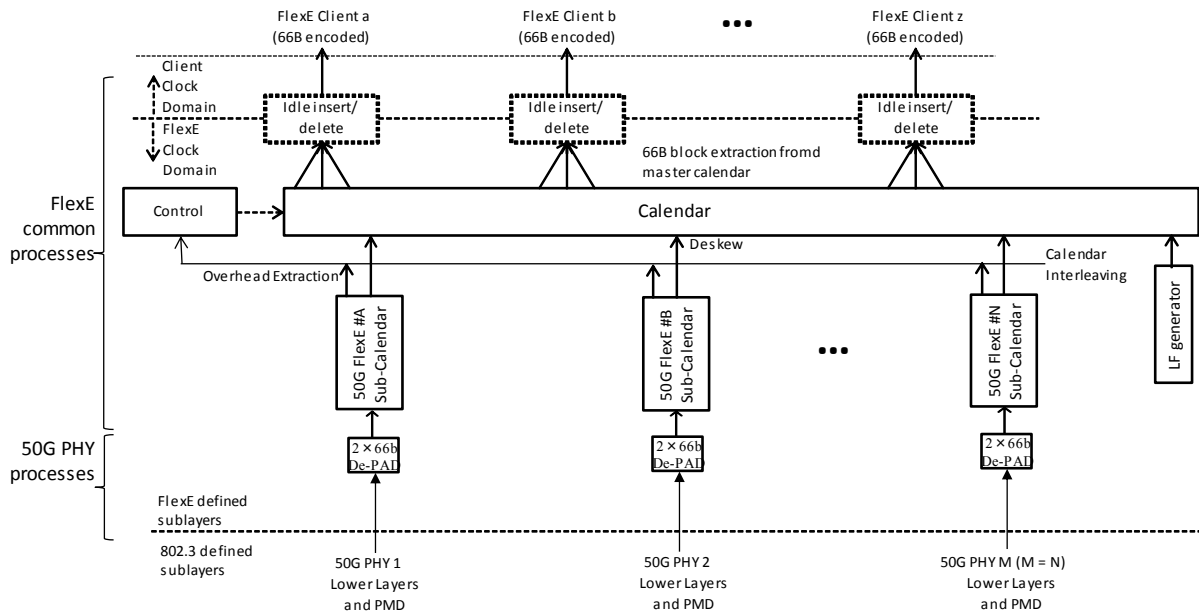 FlexE Client a
(66B encoded)
FlexE Client b
(66B encoded)
•••
FlexE Client z
(66B encoded)
Client
Clock
Domain
FlexE
Clock
Domain
Idle insert/
delete
Idle insert/
delete
Idle insert/
delete
66B block extraction fromd
master calendar
FlexE
common
processes
Control
Calendar
Deskew
Overhead Extraction
Calendar
Interleaving
50G FlexE #A
Sub-Calendar
50G FlexE #B
Sub-Calendar
•••
50G FlexE #N
Sub-Calendar
LF generator
50G PHY
processes
2 × 66b
De-PAD
2 × 66b
De-PAD
2 × 66b
De-PAD
FlexE defined
sublayers
802.3 defined
sublayers
50G PHY 1
Lower Layers
and PMD
50G PHY 2
Lower Layers
and PMD
50G PHY M (M = N)
Lower Layers
and PMD